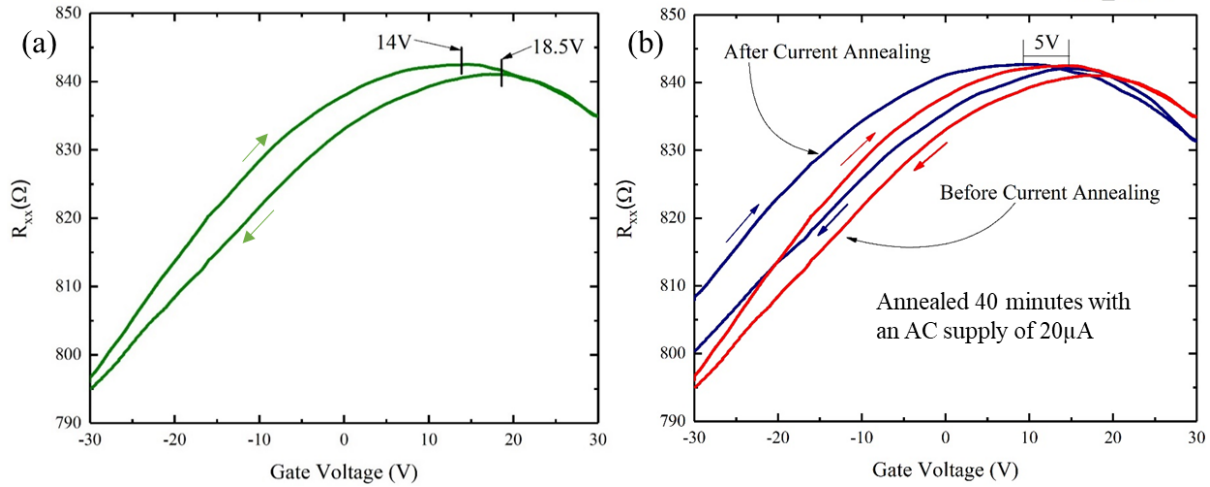 (a)
14V
18.5V
850
840
830
820
810
800
790
-30
-20
-10
0
10
20
30
Rxx(Ω)
Gate Voltage (V)
(b)
After Current Annealing
5V
Before Current Annealing
Annealed 40 minutes with
an AC supply of 20µA
850
840
830
820
810
800
790
-30
-20
-10
0
10
20
30
Rxx(Ω)
Gate Voltage (V)